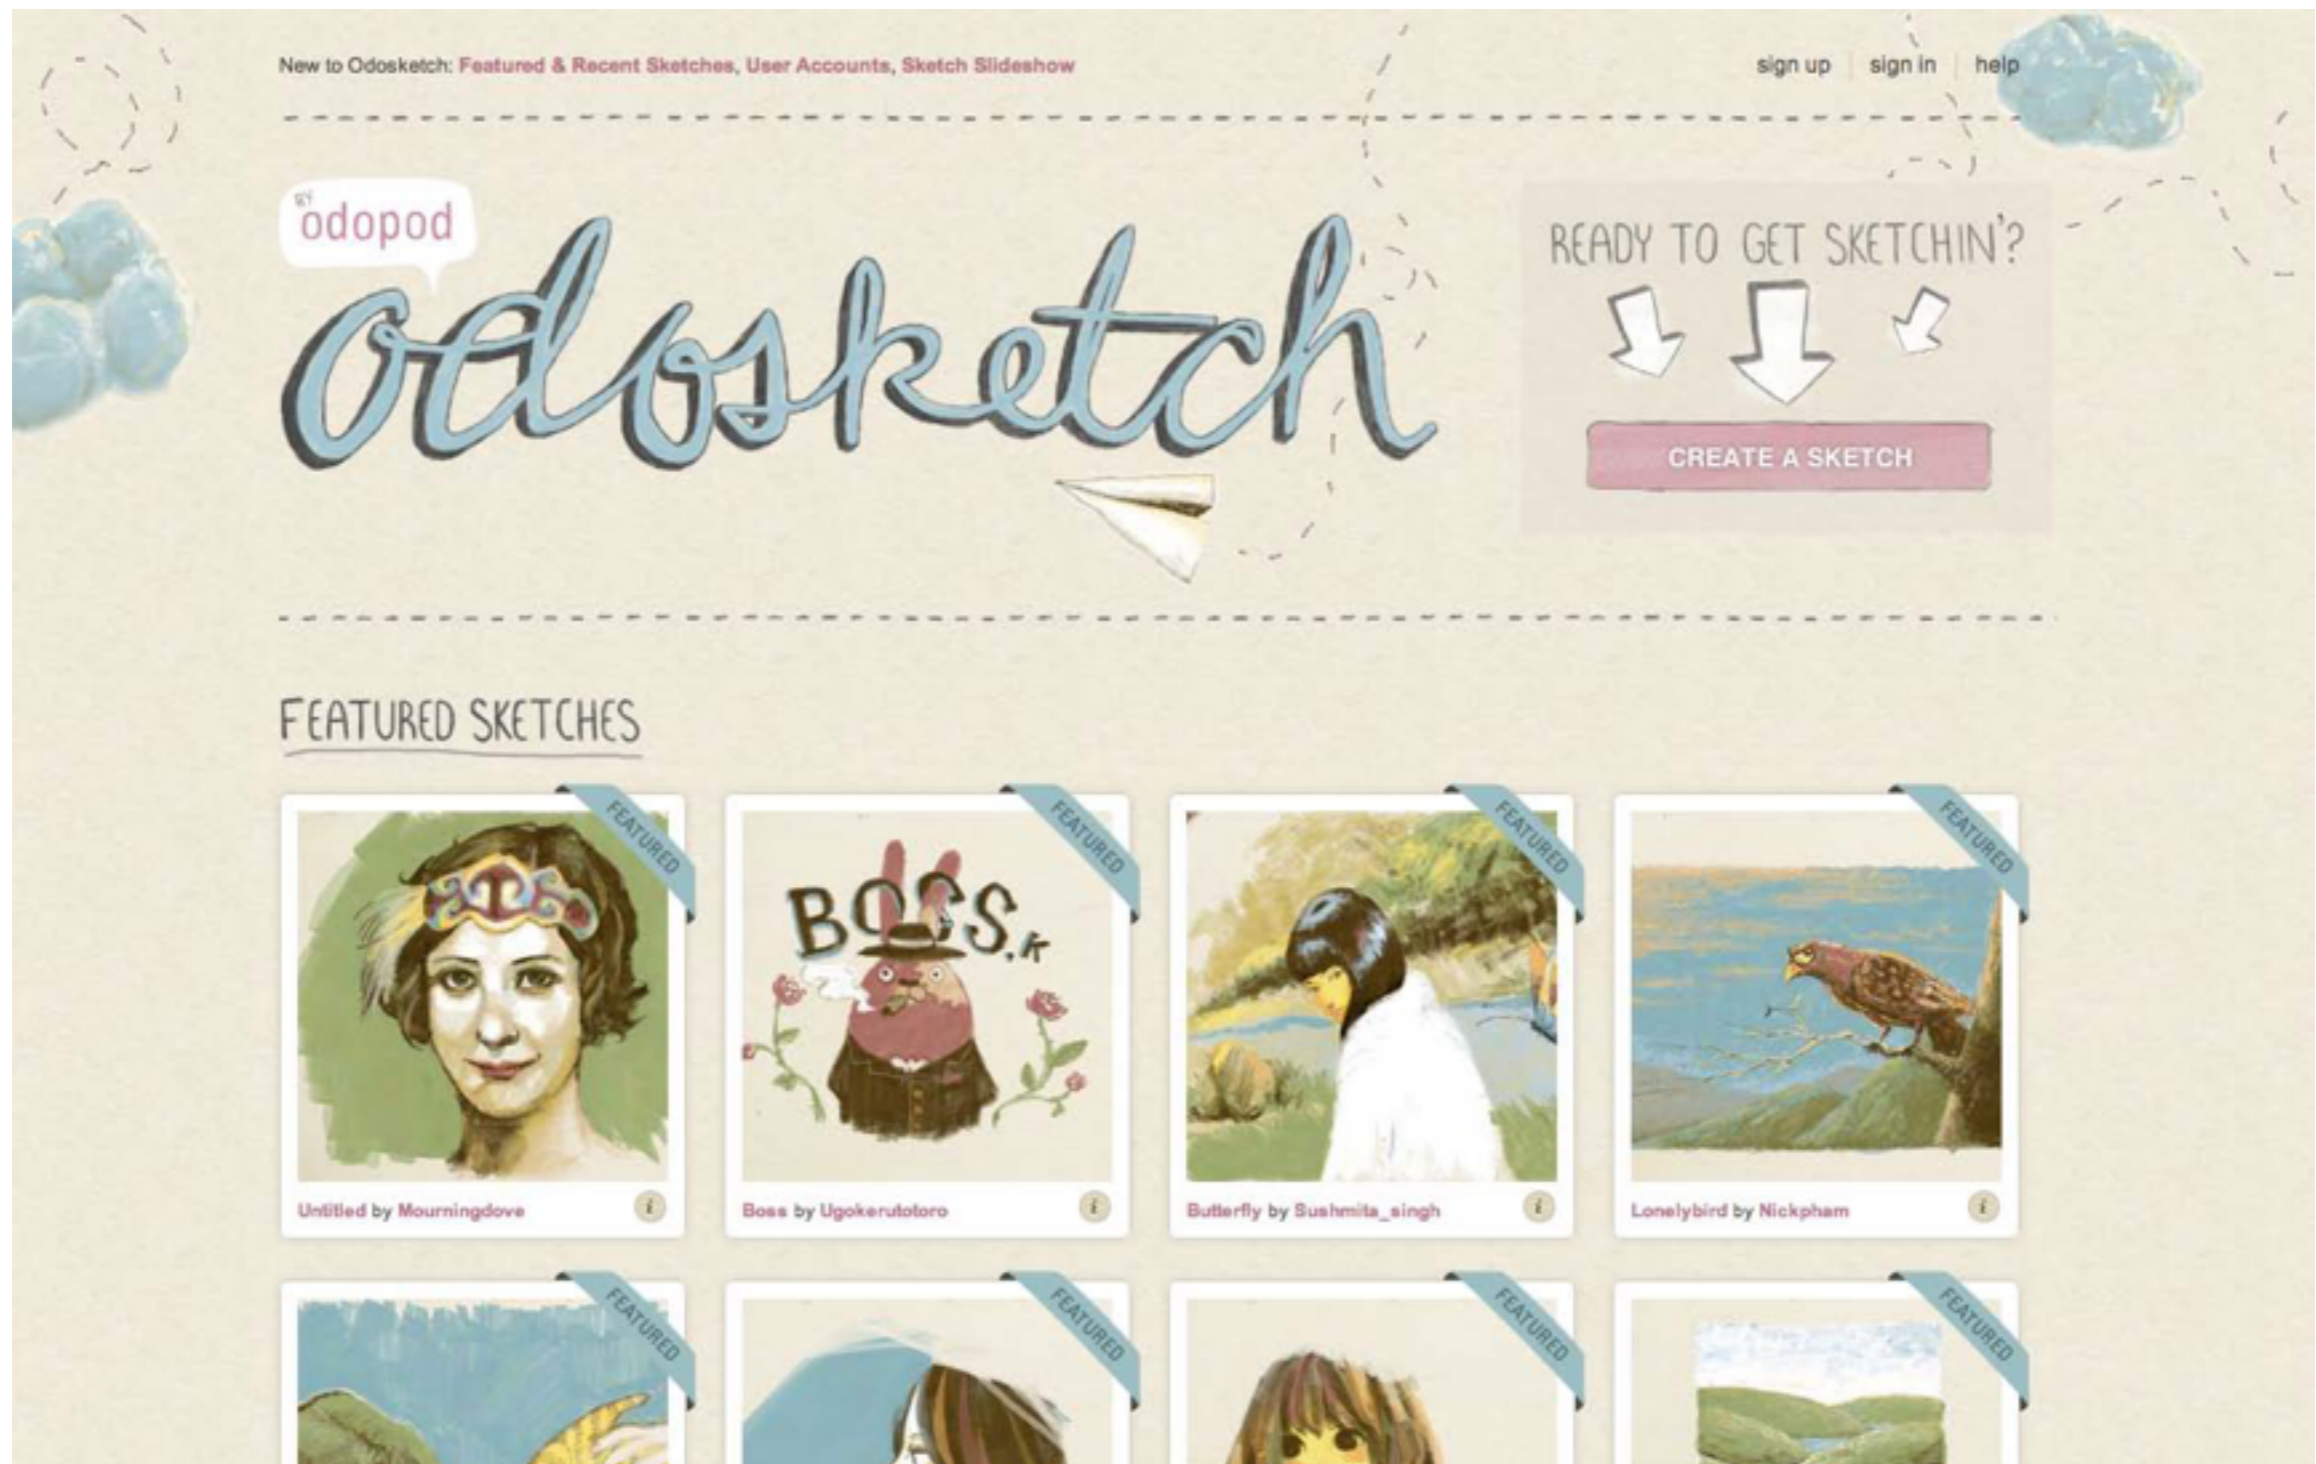 New to Odosketch: Featured & Recent Sketches, User Accounts, Sketch Slideshow
sign up sign in help
BY
odopod
odosketch
READY TO GET SKETCHIN'?
CREATE A SKETCH
FEATURED SKETCHES
FEATURED
FEATURED
FEATURED
FEATURED
BOSS.K
Untitled by Mourningdove
i
Boss by Ugokerutotoro
i
Butterfly by Sushmita_singh
i
Lonelybird by Nickpham
i
FEATURED
FEATURED
FEATURED
FEATURED